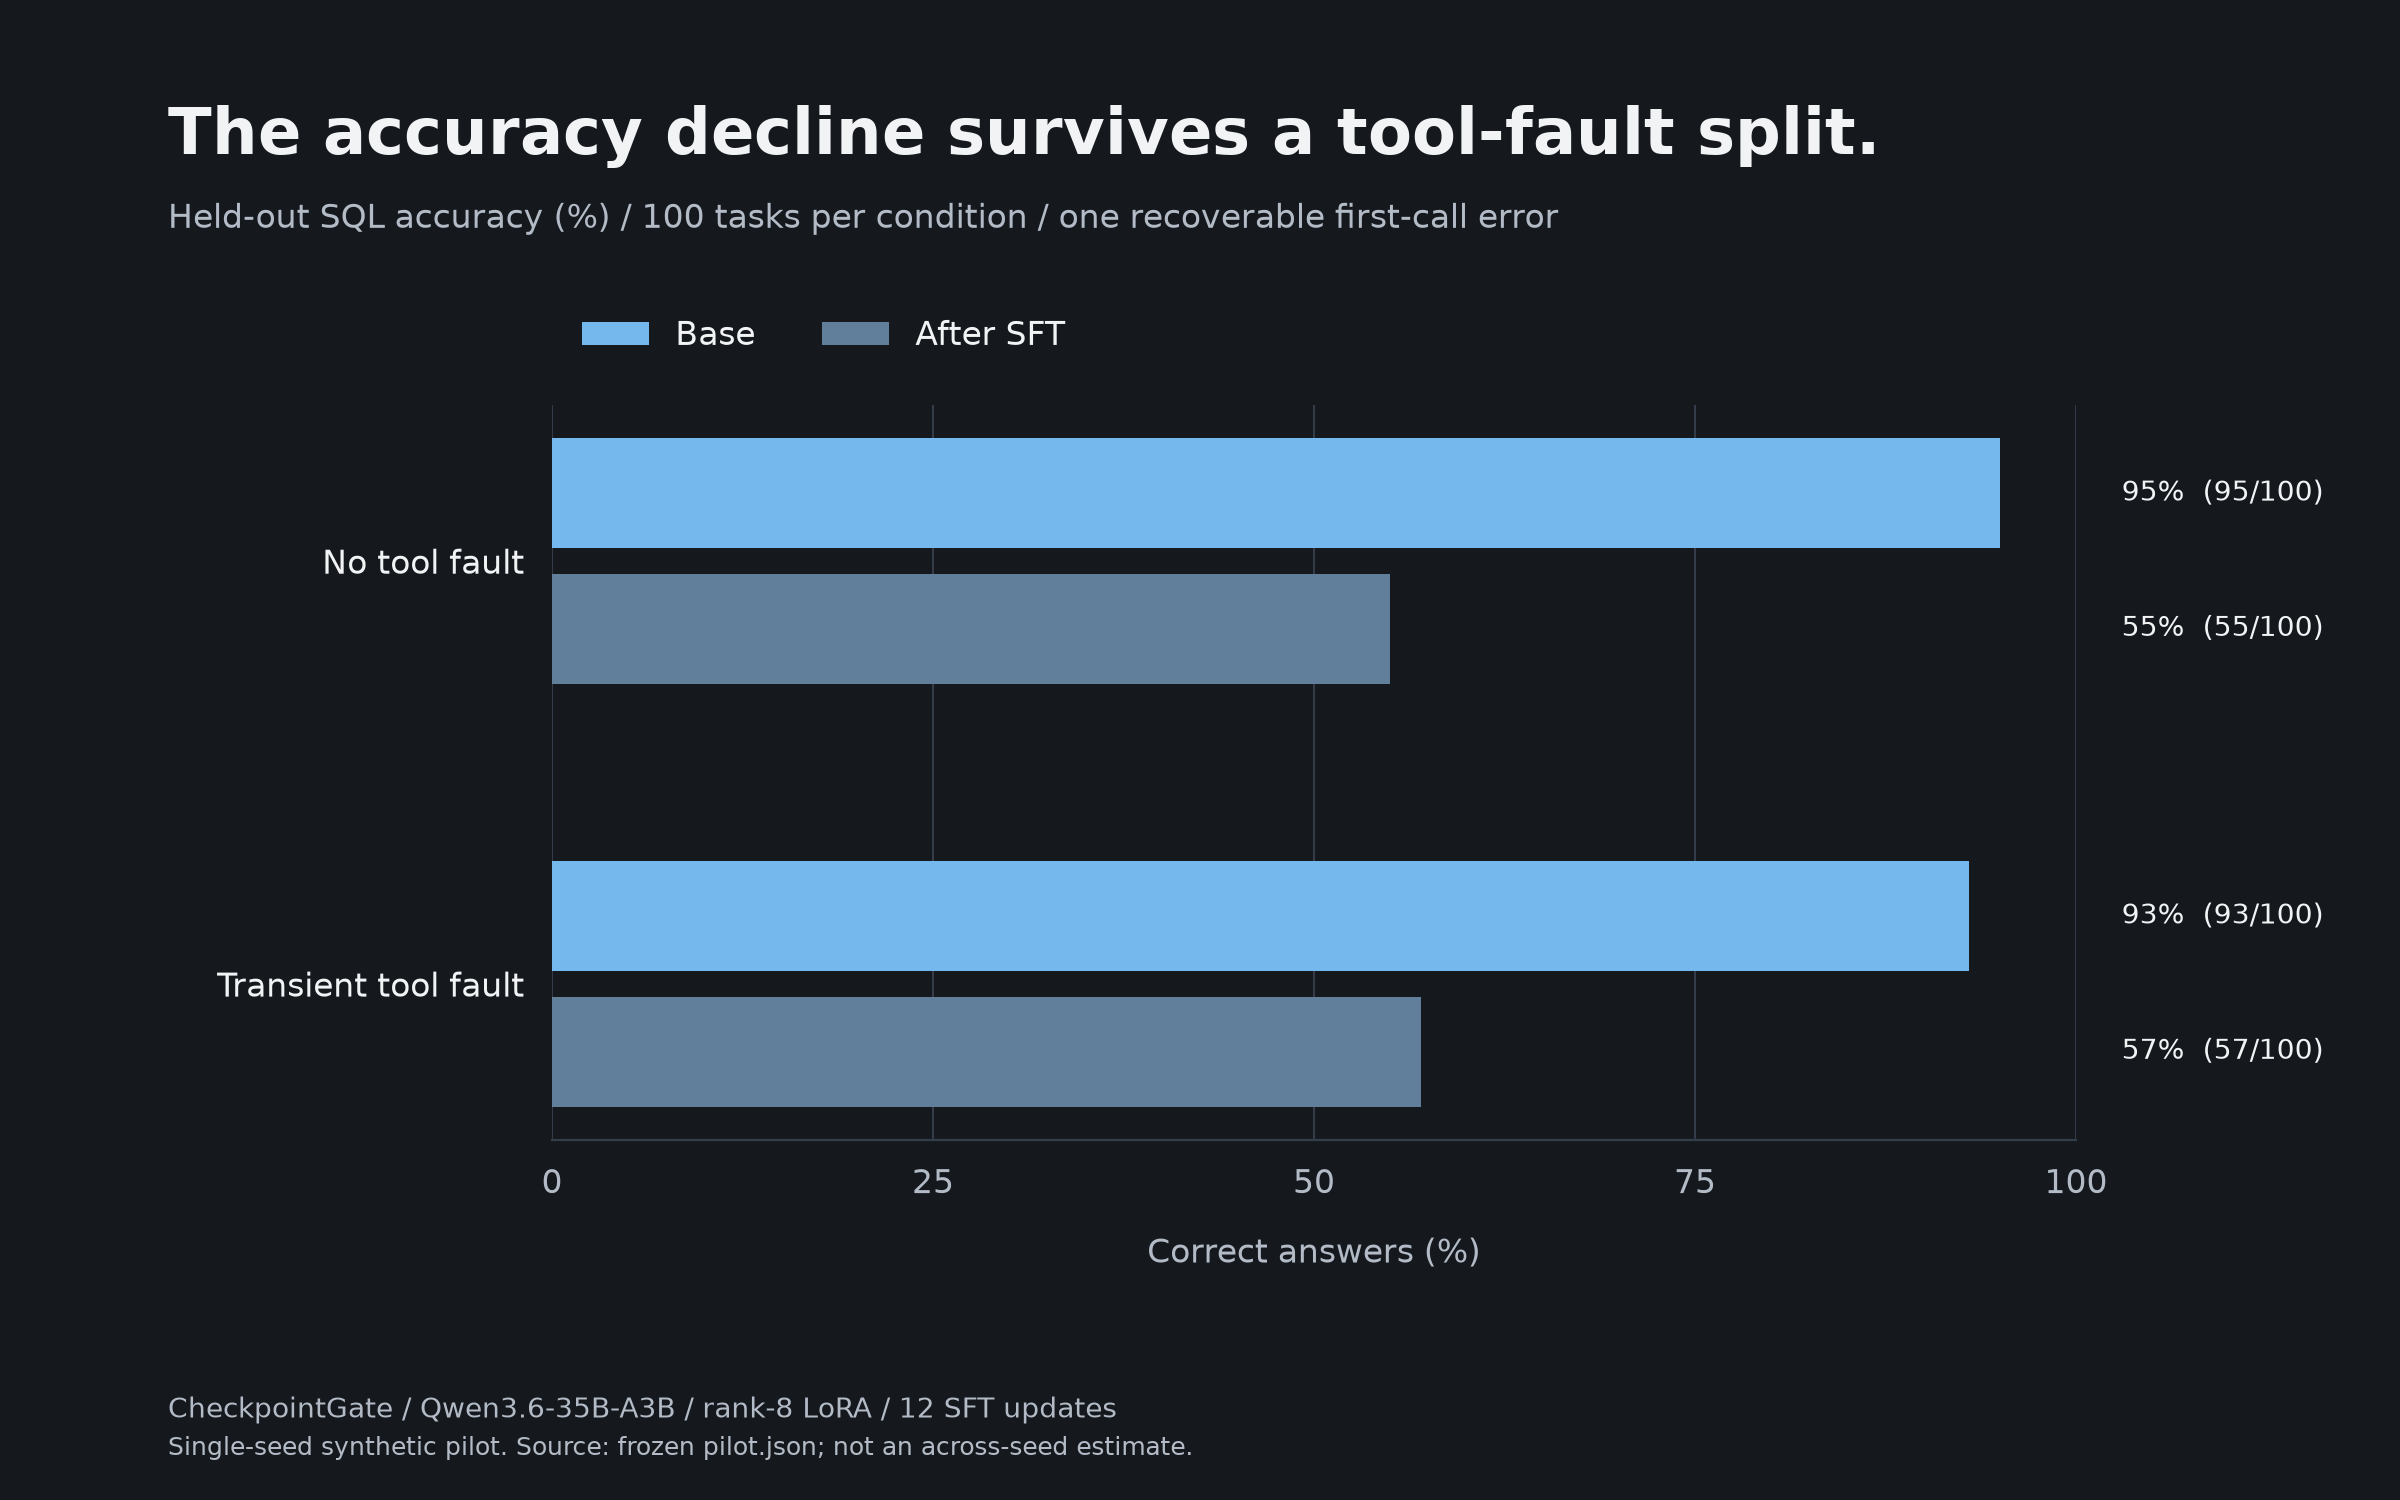 The accuracy decline survives a tool-fault split.
Held-out SQL accuracy (%) / 100 tasks per condition / one recoverable first-call error
Base
After SFT
95% (95/100)
No tool fault
55% (55/100)
93% (93/100)
Transient tool fault
57% (57/100)
0 25 50 75 100
Correct answers (%)
CheckpointGate / Qwen3.6-35B-A3B / rank-8 LoRA / 12 SFT updates
Single-seed synthetic pilot. Source: frozen pilot.json; not an across-seed estimate.